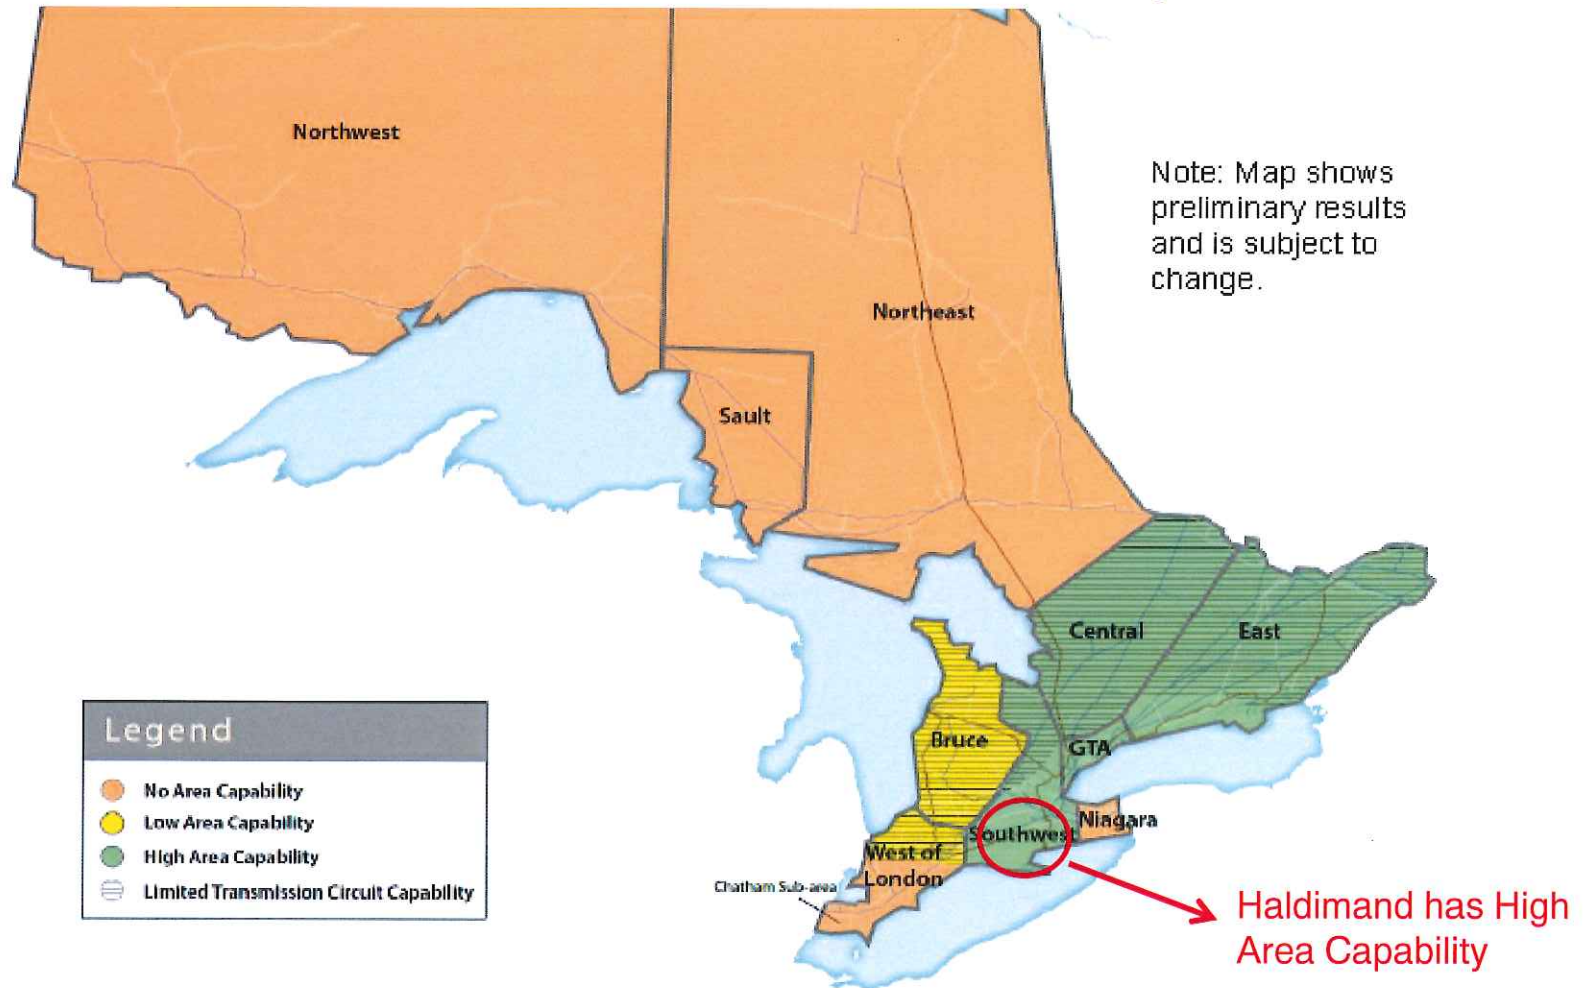 Northwest
Note: Map shows
preliminary results
and is subject to
change.
Northeast
Sault
Central
East
Bruce
GTA
Southwest
Niagara
West of
London
Chatham Sub-area
Legend
No Area Capability
Low Area Capability
High Area Capability
Limited Transmission Circuit Capability
Haldimand has High
Area Capability